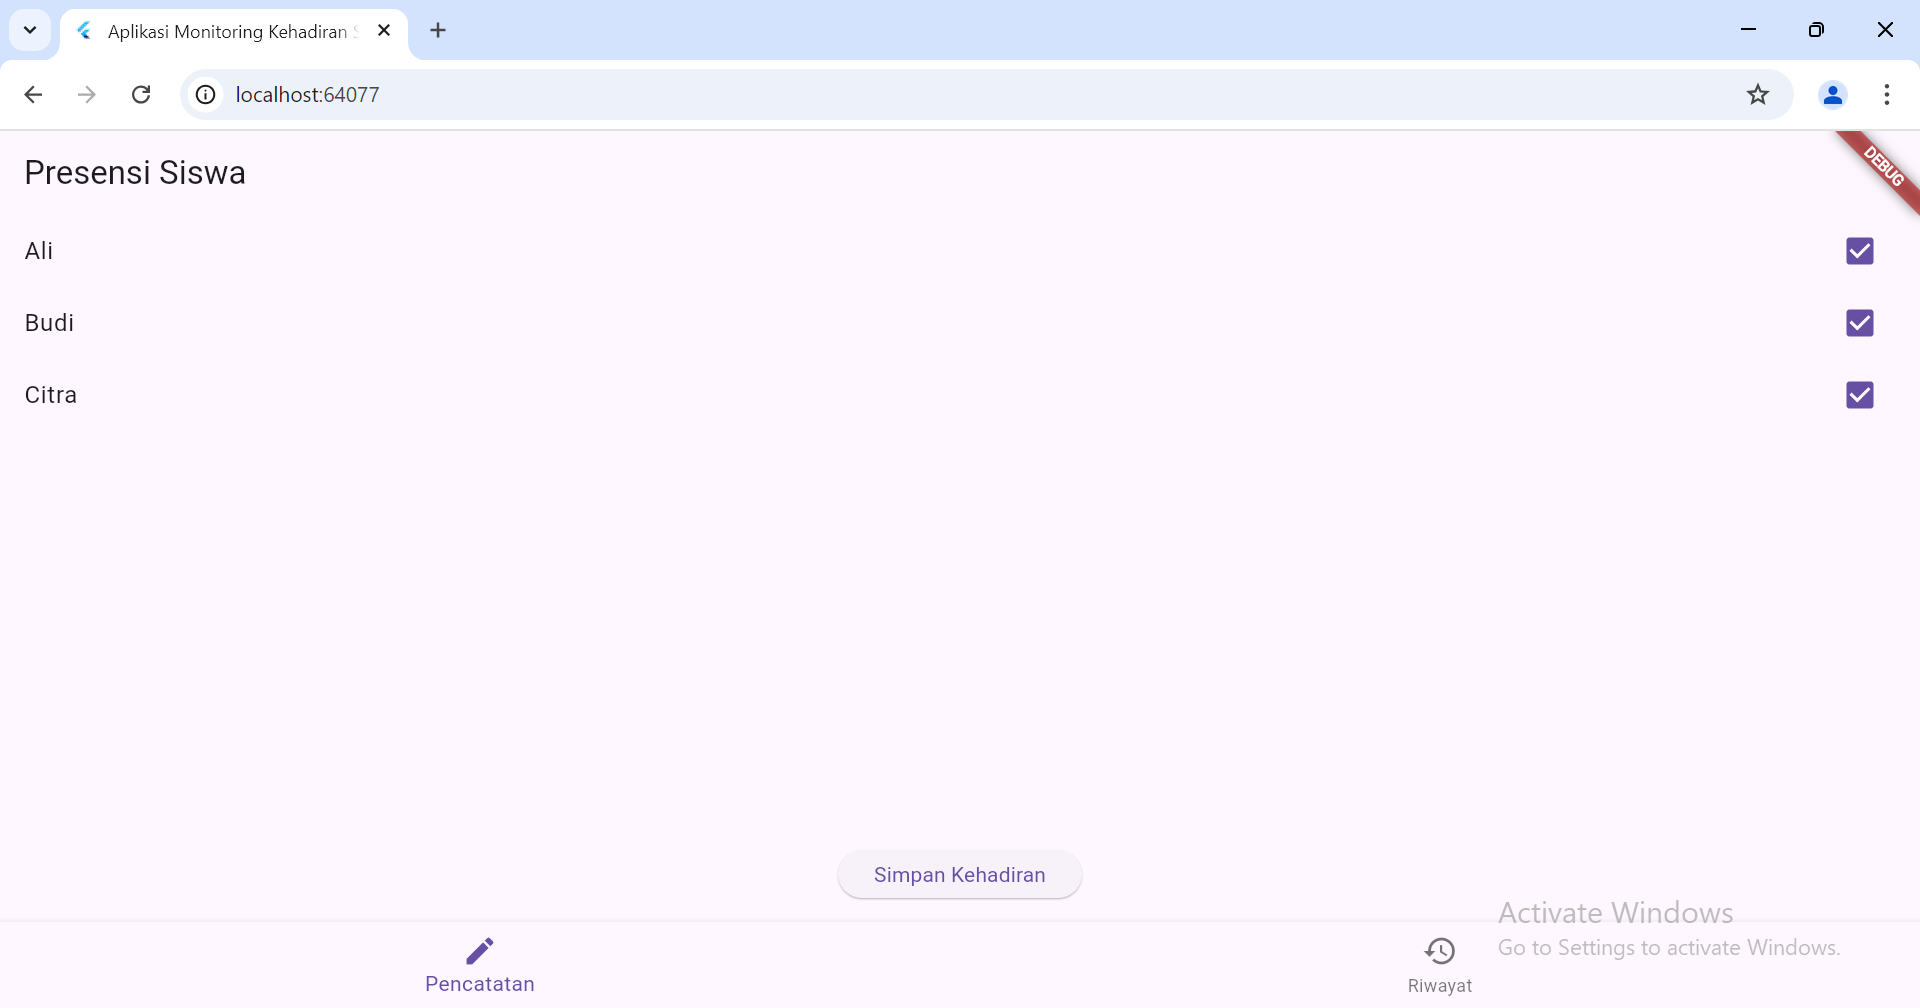 Aplikasi Monitoring Kehadiran S
localhost:64077
DEBUG
Presensi Siswa
Ali
Budi
Citra
Simpan Kehadiran
Activate Windows
Go to Settings to activate Windows.
Pencatatan
Riwayat